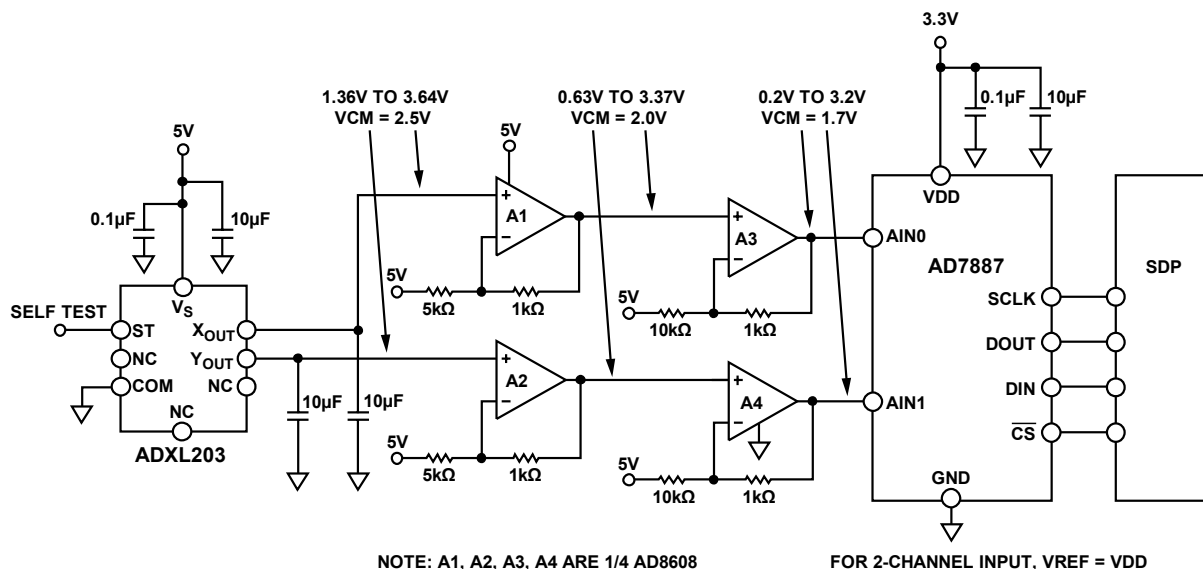 3.3V
1.36V TO 3.64V
VCM = 2.5V
0.63V TO 3.37V
VCM = 2.0V
0.2V TO 3.2V
VCM = 1.7V
0.1µF
10µF
5V
5V
0.1µF
10µF
VDD
A1
A3
AIN0
AD7887
SDP
5V
5kΩ
1kΩ
5V
10kΩ
1kΩ
SELF TEST
VS
ST
XOUT
NC
YOUT
COM
NC
NC
ADXL203
10µF
10µF
A2
A4
AIN1
SCLK
DOUT
DIN
CS
5V
5kΩ
1kΩ
5V
10kΩ
1kΩ
GND
NOTE: A1, A2, A3, A4 ARE 1/4 AD8608
FOR 2-CHANNEL INPUT, VREF = VDD